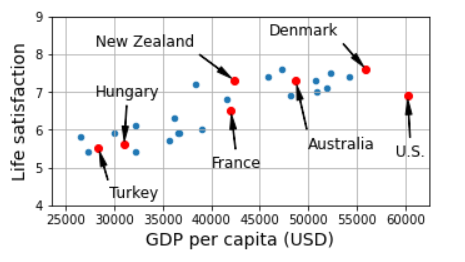 9
8
7
6
5
4
Life satisfaction
New Zealand
Denmark
Hungary
Turkey
France
Australia
U.S.
25000 30000 35000 40000 45000 50000 55000 60000
GDP per capita (USD)